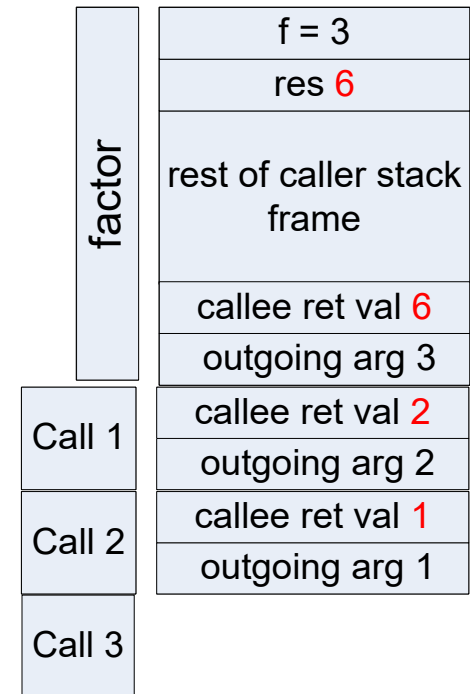 factor
f = 3
res 6
rest of caller stack
frame
callee ret val 6
outgoing arg 3
Call 1
callee ret val 2
outgoing arg 2
Call 2
callee ret val 1
outgoing arg 1
Call 3